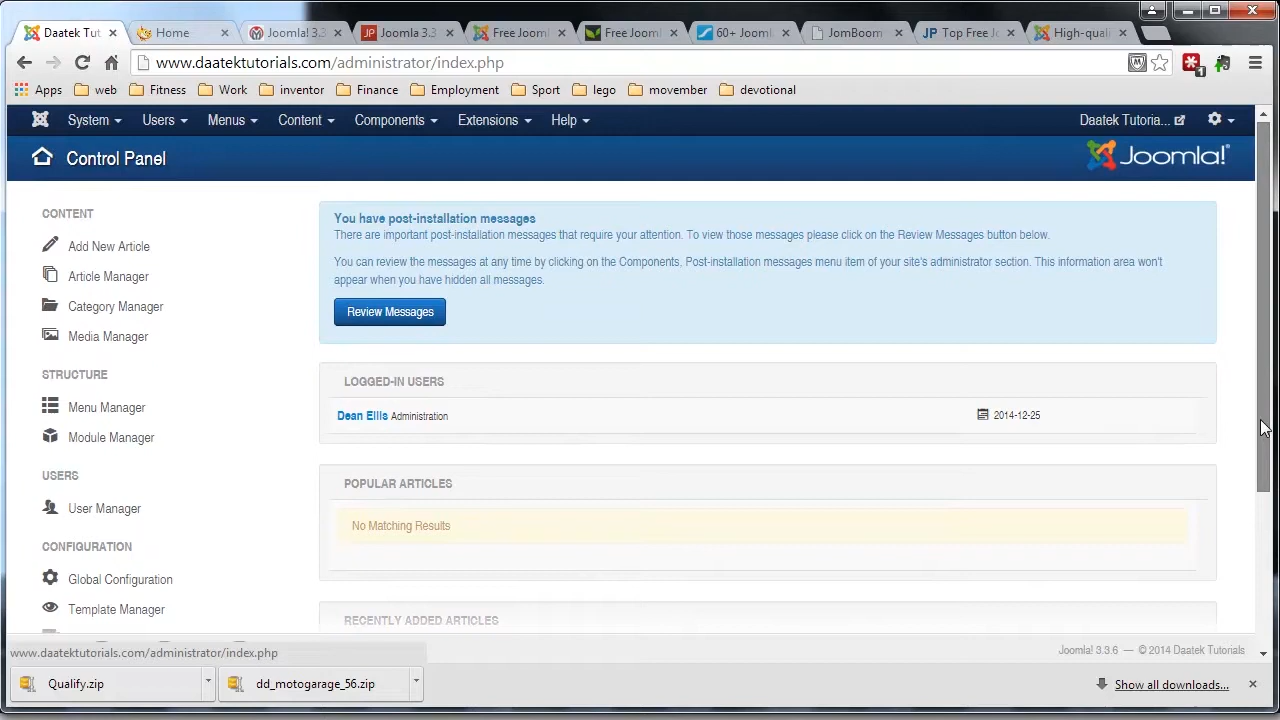 Daatek Tut
Home
Joomla! 3.3
Joomla 3.3
Free Jooml
Free Jooml
60+ Jooml
JomBoom
Top Free Jo
High-quali
www.daatektutorials.com/administrator/index.php
1
Apps web Fitness Work inventor Finance Employment Sport lego movember devotional
System Users Menus Content Components Extensions Help Daatek Tutoria...
Control Panel
Joomla!
CONTENT
Add New Article
Article Manager
Category Manager
Media Manager
STRUCTURE
Menu Manager
Module Manager
USERS
User Manager
CONFIGURATION
Global Configuration
Template Manager
You have post-installation messages
There are important post-installation messages that require your attention. To view those messages please click on the Review Messages button below.
You can review the messages at any time by clicking on the Components, Post-installation messages menu item of your site's administrator section. This information area won't
appear when you have hidden all messages.
Review Messages
LOGGED-IN USERS
Dean Ellis Administration 2014-12-25
POPULAR ARTICLES
No Matching Results
RECENTLY ADDED ARTICLES
www.daatektutorials.com/administrator/index.php
Joomla! 3.3.6 — © 2014 Daatek Tutorials
Qualify.zip
dd_motogarage_56.zip
Show all downloads...